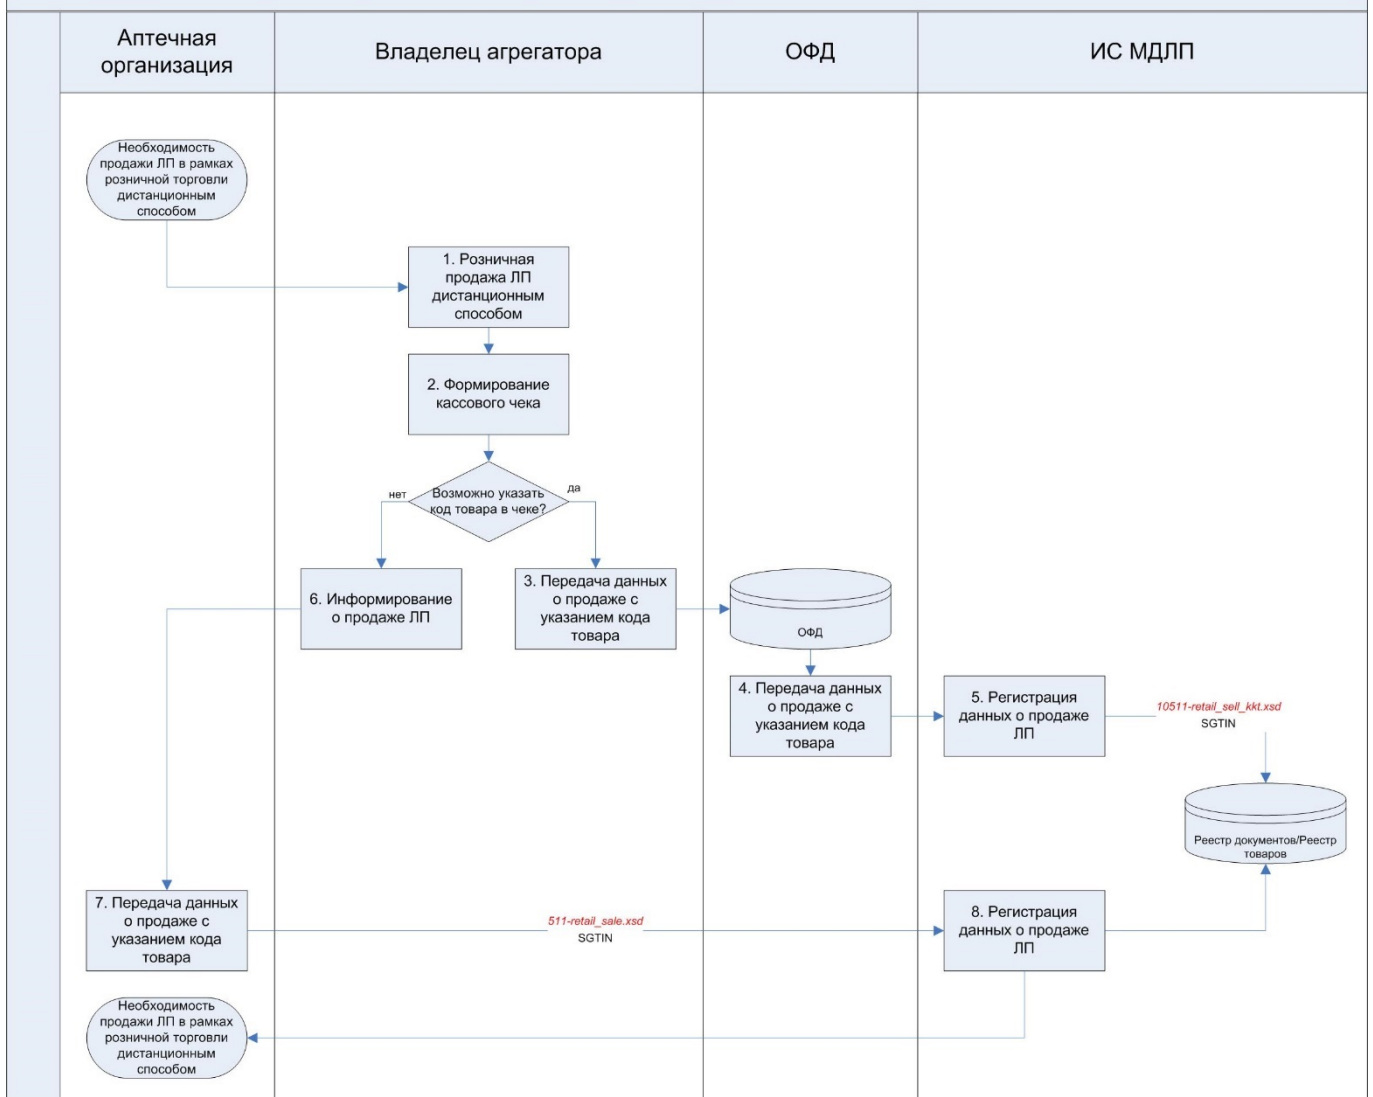 Аптечная
организация
Владелец агрегатора
ОФД
ИС МДЛП
Необходимость
продажи ЛП в рамках
розничной торговли
дистанционным
способом
1. Розничная
продажа ЛП
дистанционным
способом
2. Формирование
кассового чека
Возможно указать
код товара в чеке?
нет
да
6. Информирование
о продаже ЛП
3. Передача данных
о продаже с
указанием кода
товара
ОФД
4. Передача данных
о продаже с
указанием кода
товара
5. Регистрация
данных о продаже
ЛП
10511-retail_sell_kkt.xsd
SGTIN
Реестр документов/Реестр
товаров
7. Передача данных
о продаже с
указанием кода
товара
511-retail_sale.xsd
SGTIN
8. Регистрация
данных о продаже
ЛП
Необходимость
продажи ЛП в рамках
розничной торговли
дистанционным
способом